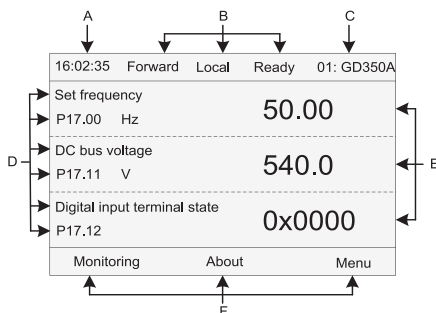 A B C
16:02:35 Forward Local Ready 01: GD350A
Set frequency
P17.00 Hz 50.00
DC bus voltage
P17.11 V 540.0
Digital input terminal state
P17.12 0x0000
D E
Monitoring About Menu
F